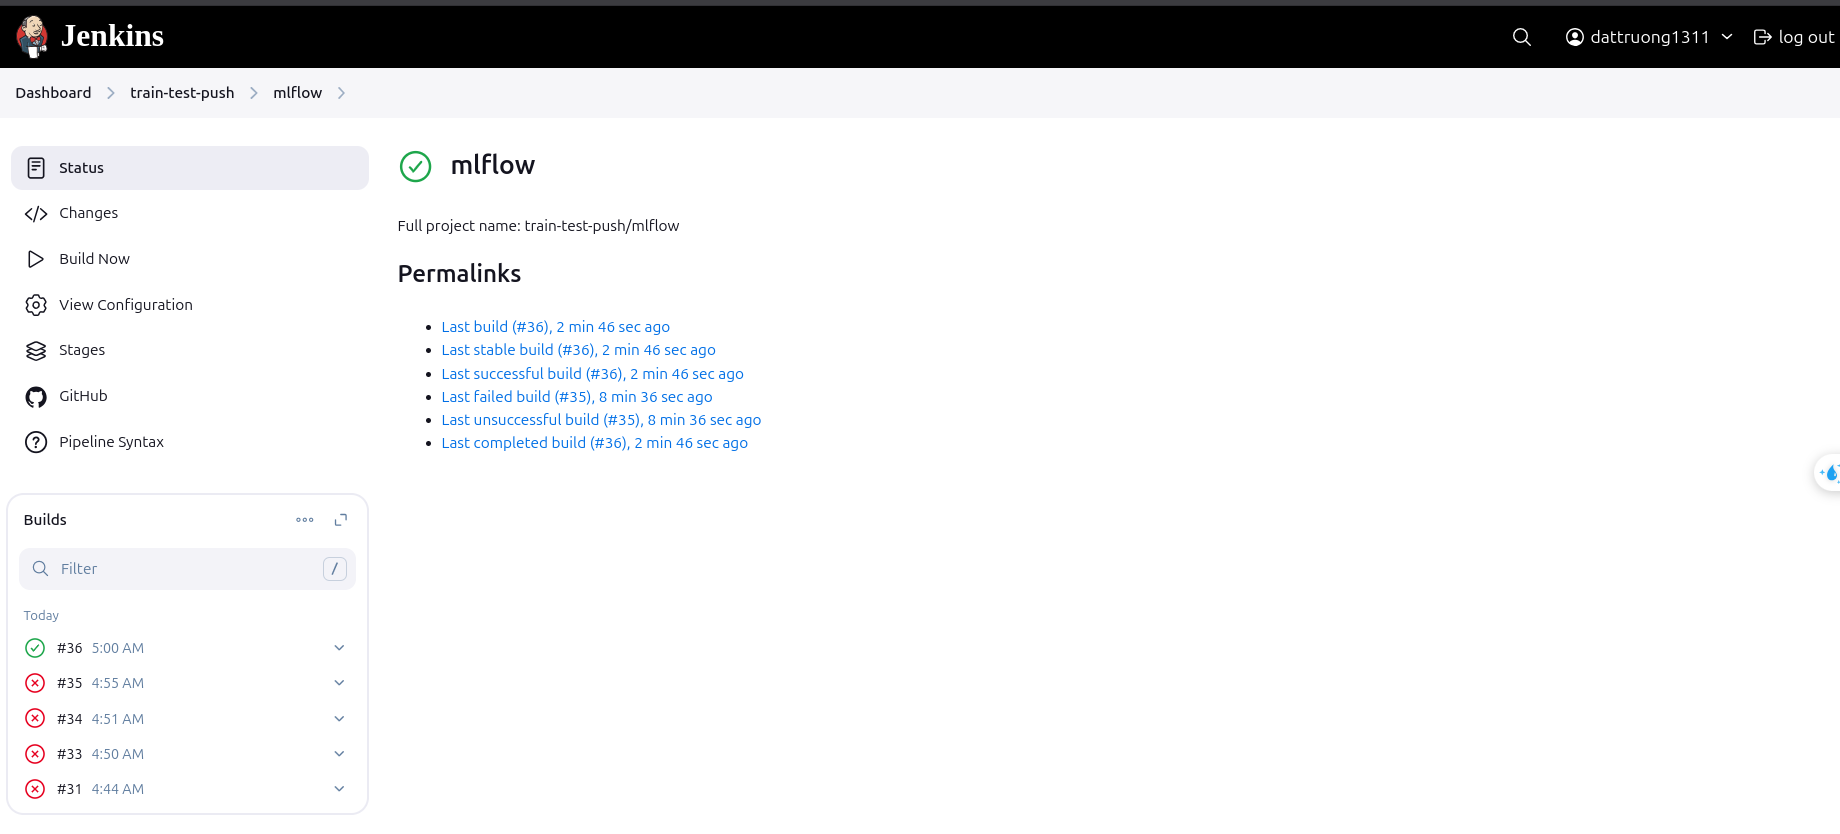 Jenkins
dattruong1311
log out
Dashboard
train-test-push
mlflow
Status
Changes
Build Now
View Configuration
Stages
GitHub
Pipeline Syntax
Builds
Filter
/
Today
#36 5:00 AM
#35 4:55 AM
#34 4:51 AM
#33 4:50 AM
#31 4:44 AM
mlflow
Full project name: train-test-push/mlflow
Permalinks
Last build (#36), 2 min 46 sec ago
Last stable build (#36), 2 min 46 sec ago
Last successful build (#36), 2 min 46 sec ago
Last failed build (#35), 8 min 36 sec ago
Last unsuccessful build (#35), 8 min 36 sec ago
Last completed build (#36), 2 min 46 sec ago